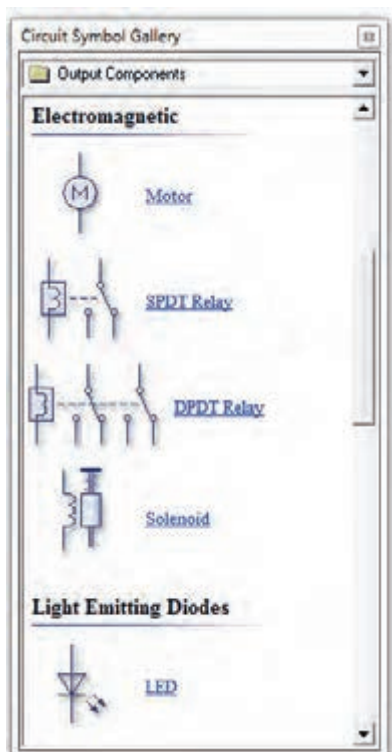 Circuit Symbol Gallery
Output Components
Electromagnetic
M
Motor
SPDT Relay
DPDT Relay
Solenoid
Light Emitting Diodes
LED